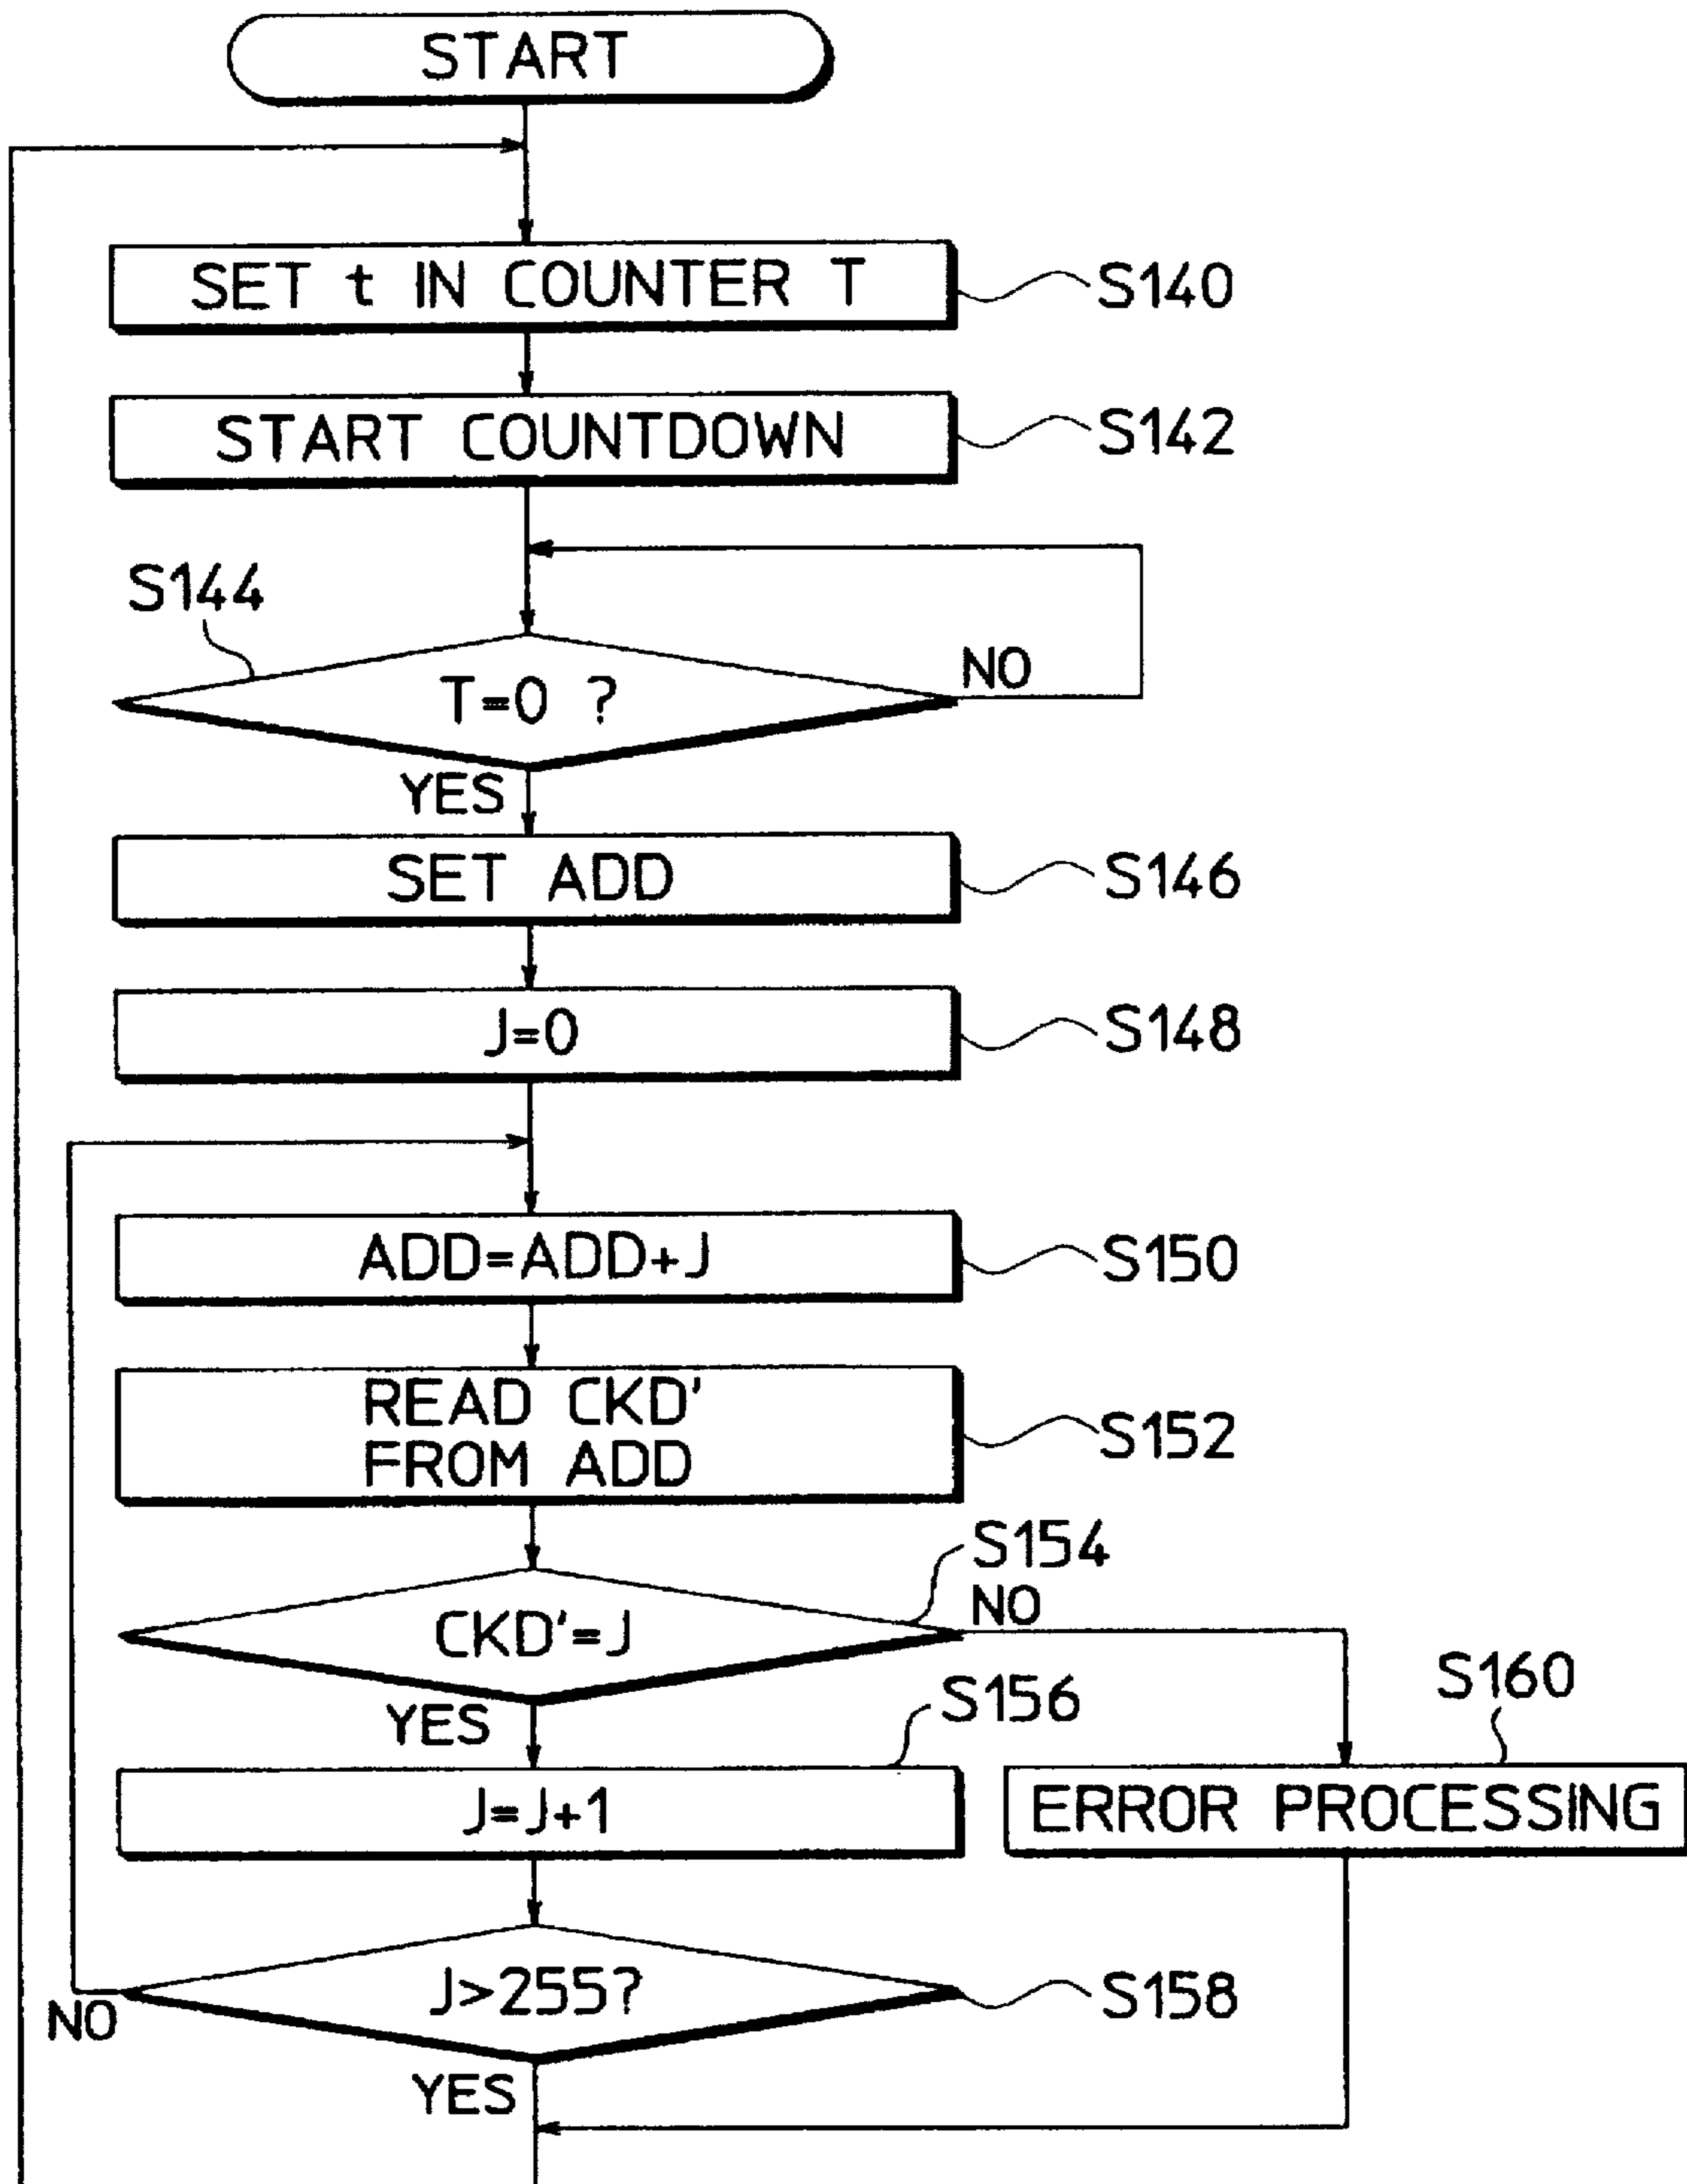 START
SET t IN COUNTER T
S140
START COUNTDOWN
S142
S144
T=0 ?
NO
YES
SET ADD
S146
J=0
S148
ADD=ADD+J
S150
READ CKD'
FROM ADD
S152
S154
CKD'=J
NO
YES
S156
S160
J=J+1
ERROR PROCESSING
J>255?
S158
NO
YES